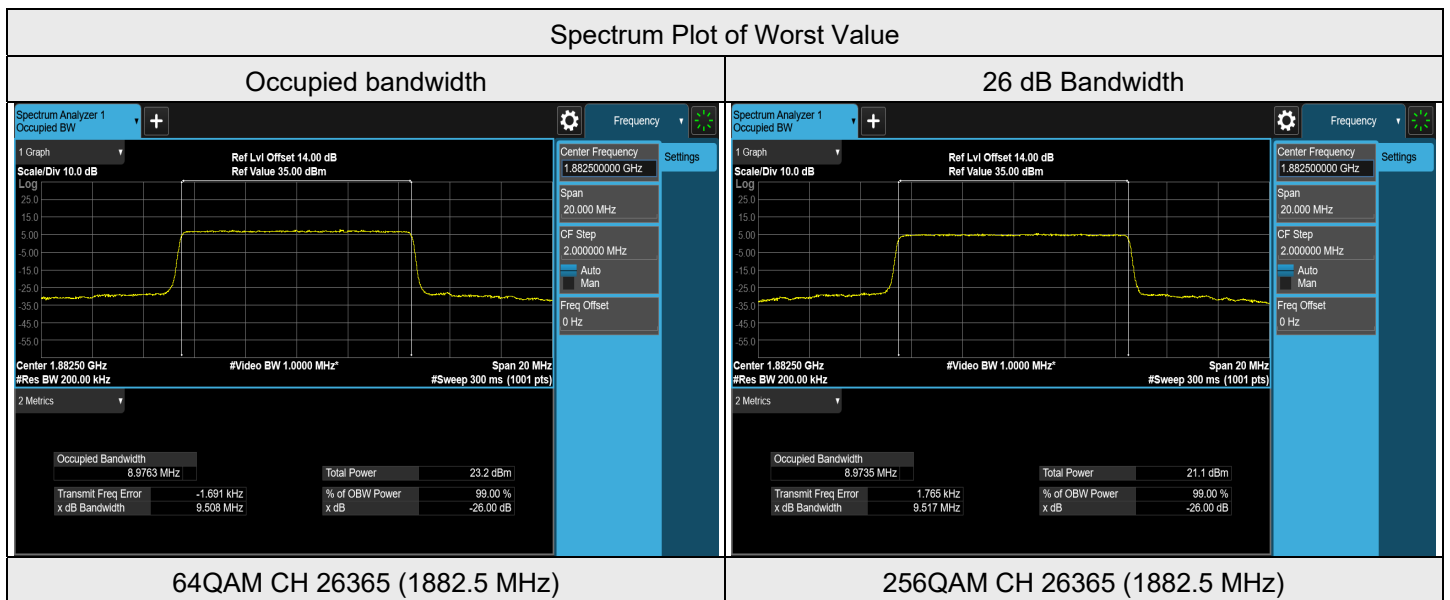 Spectrum Plot of Worst Value
Occupied bandwidth
26 dB Bandwidth
Spectrum Analyzer 1
Occupied BW
+
Frequency
1 Graph
Scale/Div 10.0 dB
Ref Lvl Offset 14.00 dB
Ref Value 35.00 dBm
Log
25.0
15.0
5.00
-5.00
-15.0
-25.0
-35.0
-45.0
-55.0
Center 1.88250 GHz
#Res BW 200.00 kHz
#Video BW 1.0000 MHz*
Span 20 MHz
#Sweep 300 ms (1001 pts)
Center Frequency
1.882500000 GHz
Settings
Span
20.000 MHz
CF Step
2.000000 MHz
Auto
Man
Freq Offset
0 Hz
2 Metrics
Occupied Bandwidth
8.9763 MHz
Total Power 23.2 dBm
Transmit Freq Error -1.691 kHz % of OBW Power 99.00 %
x dB Bandwidth 9.508 MHz x dB -26.00 dB
Spectrum Analyzer 1
Occupied BW
+
Frequency
1 Graph
Scale/Div 10.0 dB
Ref Lvl Offset 14.00 dB
Ref Value 35.00 dBm
Log
25.0
15.0
5.00
-5.00
-15.0
-25.0
-35.0
-45.0
-55.0
Center 1.88250 GHz
#Res BW 200.00 kHz
#Video BW 1.0000 MHz*
Span 20 MHz
#Sweep 300 ms (1001 pts)
Center Frequency
1.882500000 GHz
Settings
Span
20.000 MHz
CF Step
2.000000 MHz
Auto
Man
Freq Offset
0 Hz
2 Metrics
Occupied Bandwidth
8.9735 MHz
Total Power 21.1 dBm
Transmit Freq Error 1.765 kHz % of OBW Power 99.00 %
x dB Bandwidth 9.517 MHz x dB -26.00 dB
64QAM CH 26365 (1882.5 MHz)
256QAM CH 26365 (1882.5 MHz)